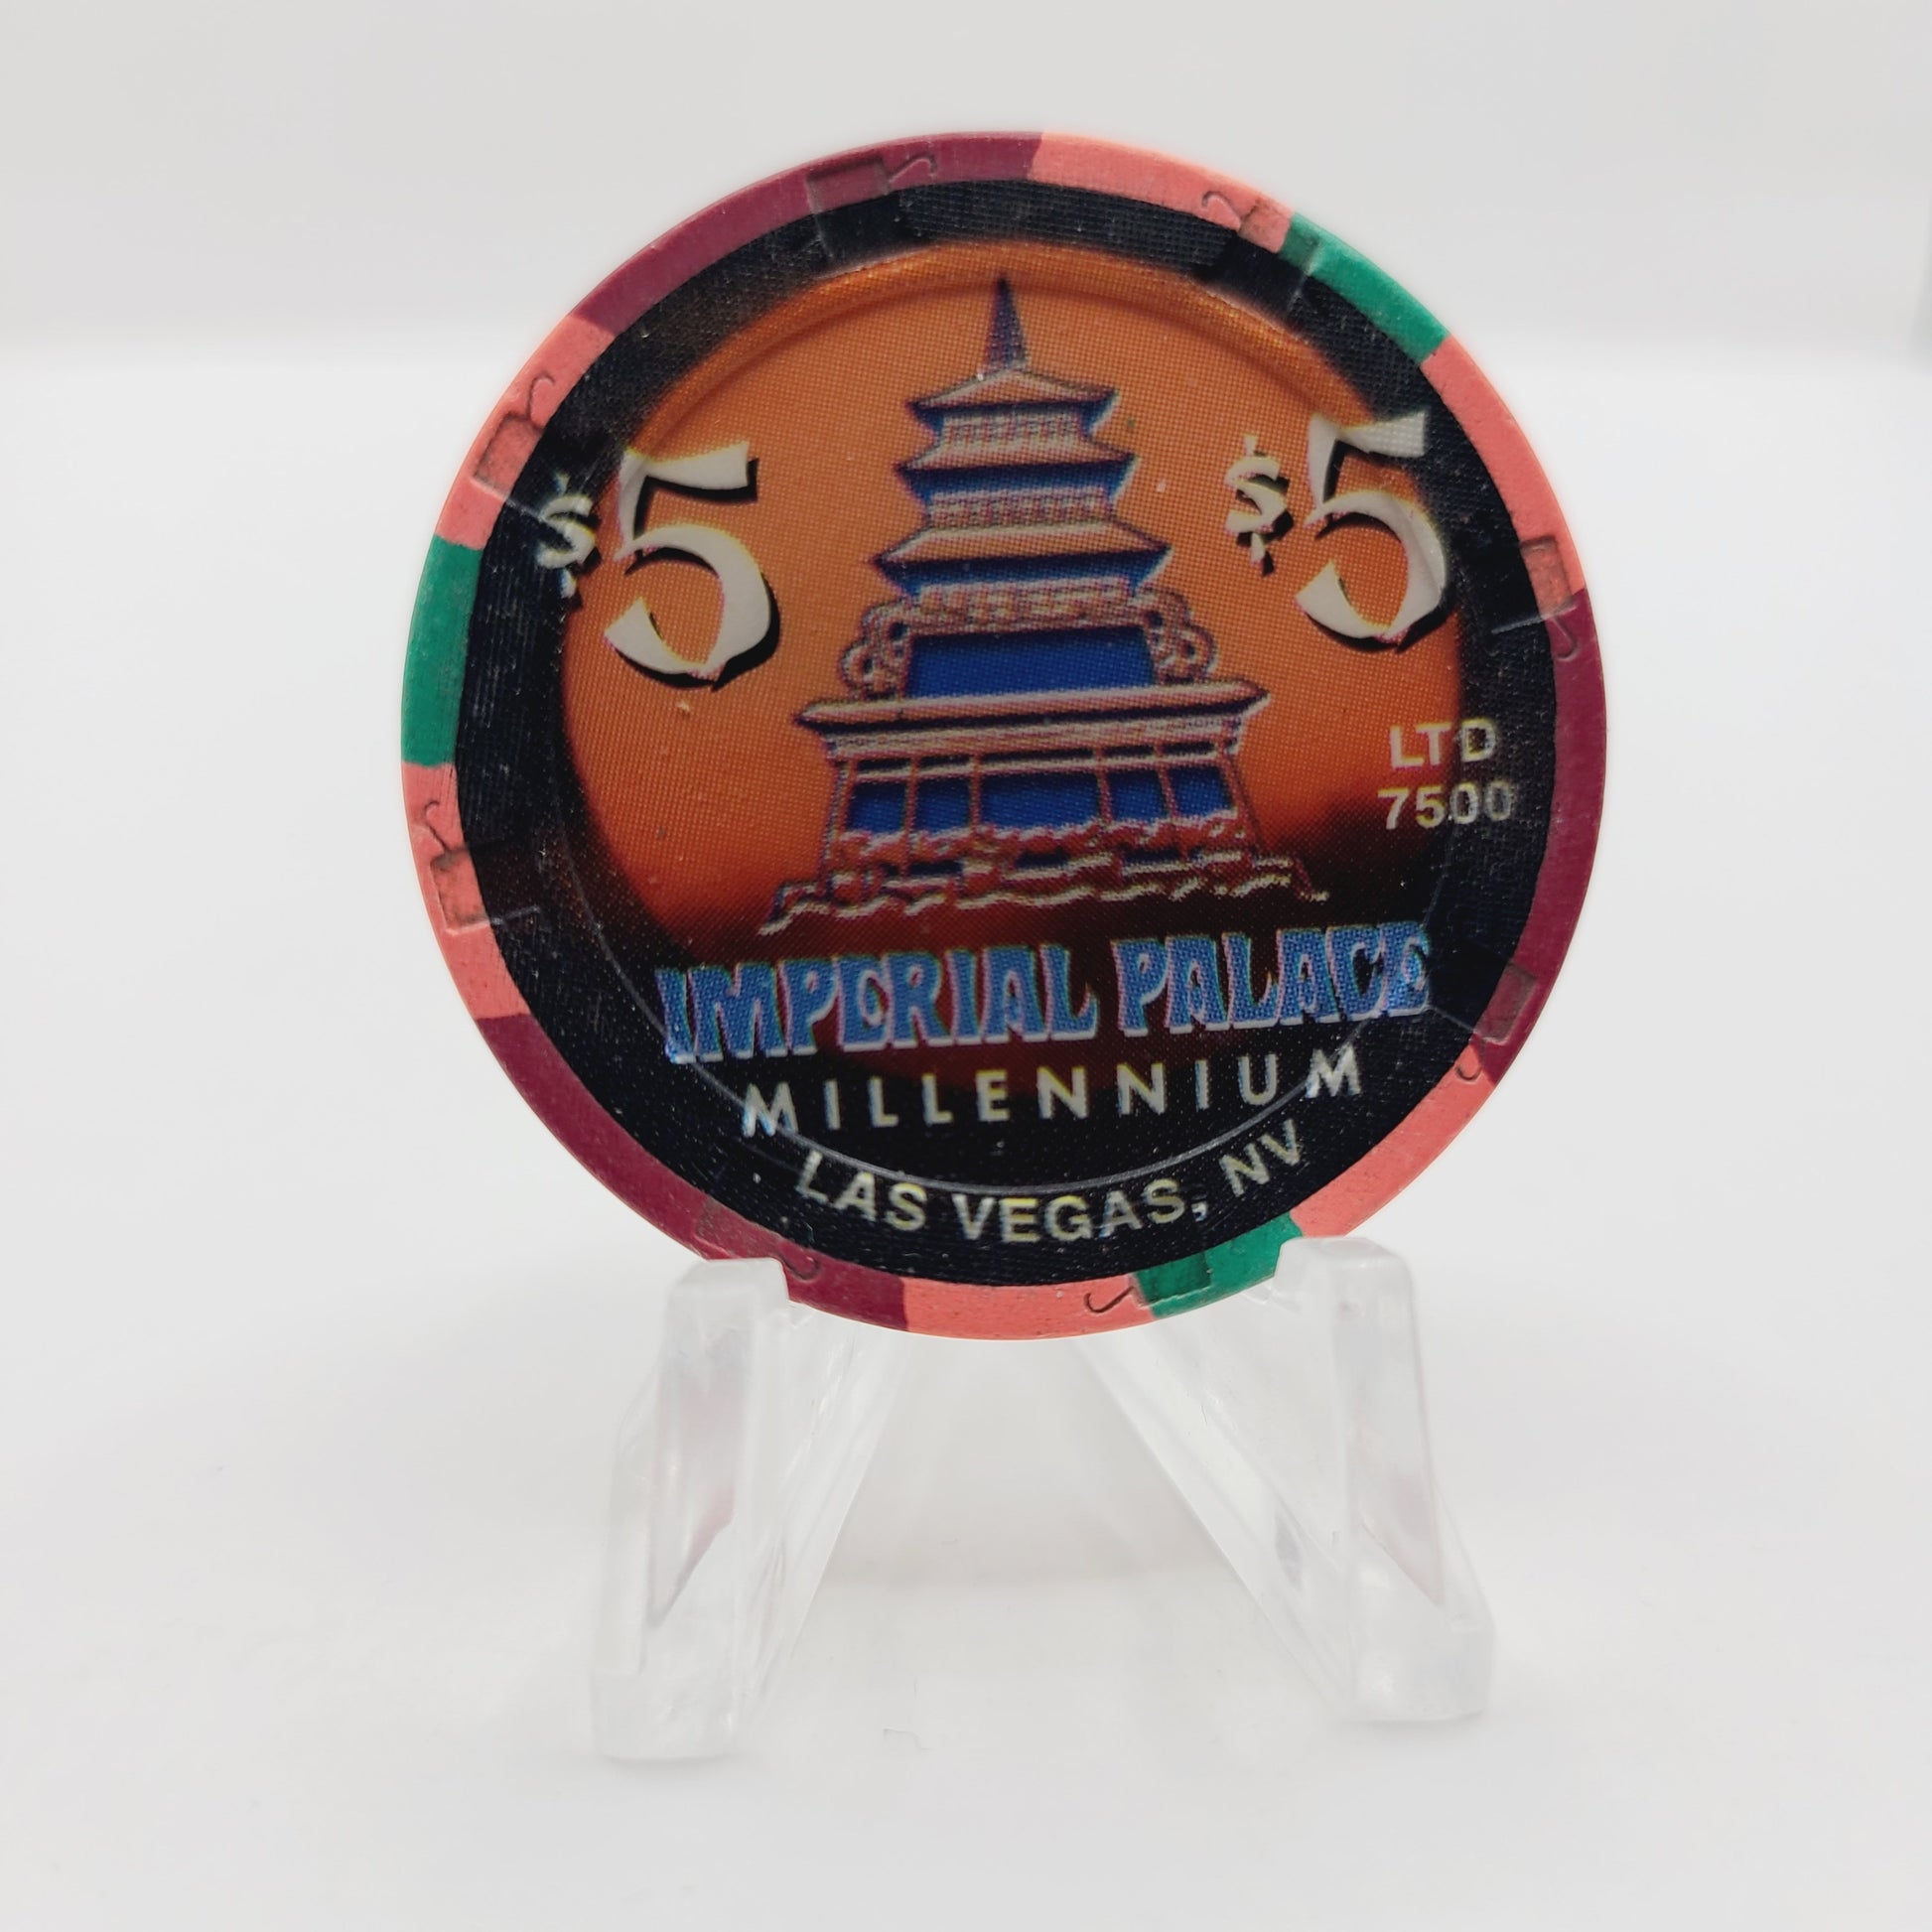 $5 $5
LTD
7500
IMPERIAL PALACE
MILLENNIUM
LAS VEGAS, NV